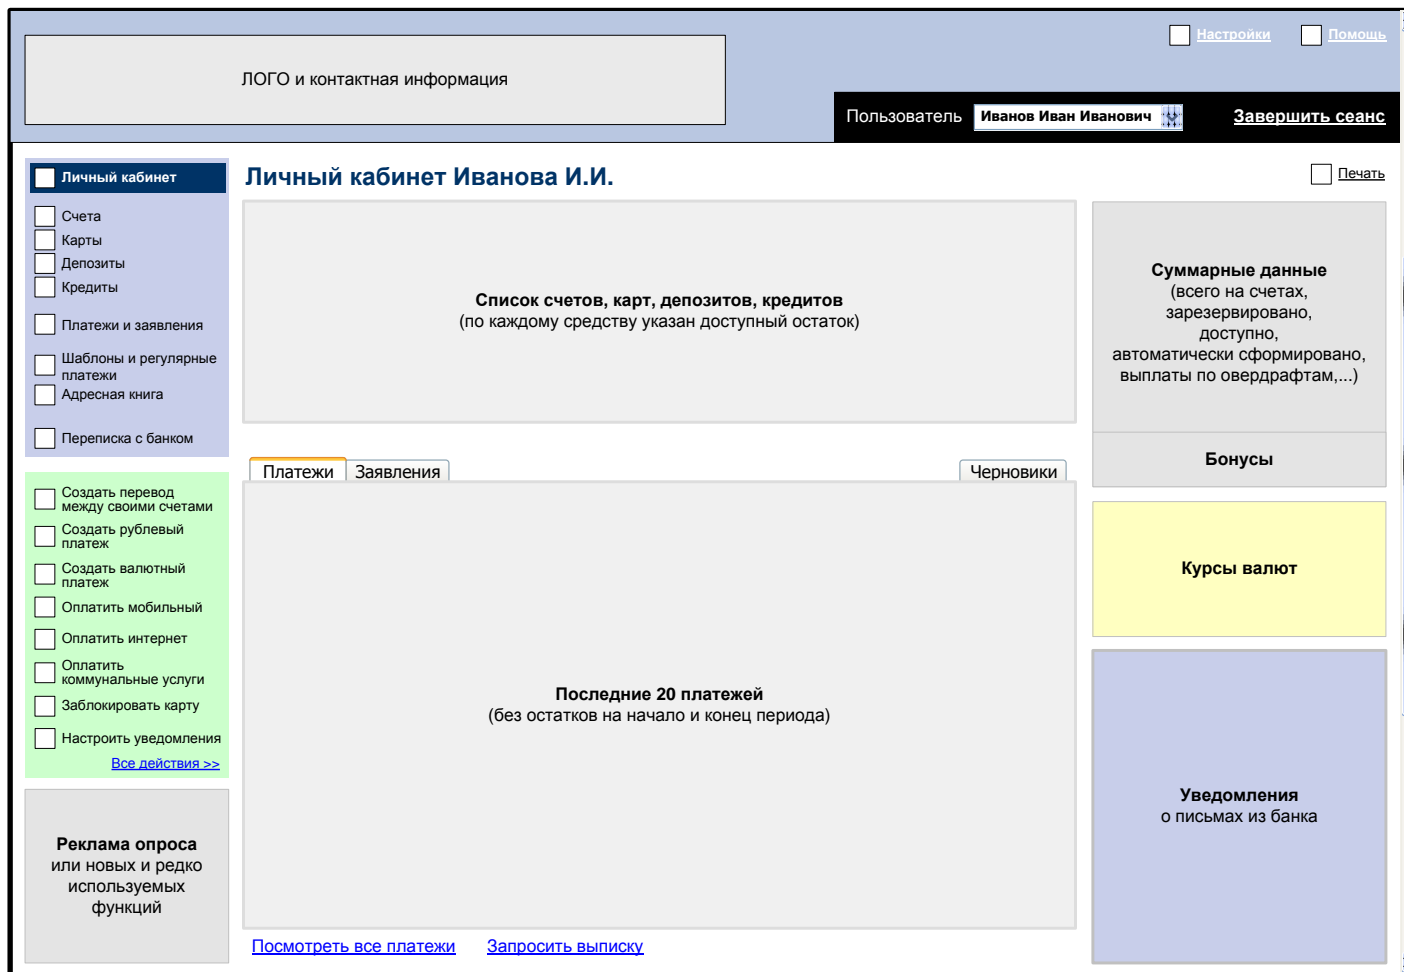 Настройки
Помощь
ЛОГО и контактная информация
Пользователь
Иванов Иван Иванович
Завершить сеанс
Личный кабинет
Личный кабинет Иванова И.И.
Печать
Счета
Карты
Депозиты
Кредиты
Платежи и заявления
Шаблоны и регулярные
платежи
Адресная книга
Переписка с банком
Список счетов, карт, депозитов, кредитов
(по каждому средству указан доступный остаток)
Суммарные данные
(всего на счетах,
зарезервировано,
доступно,
автоматически сформировано,
выплаты по овердрафтам,...)
Бонусы
Платежи
Заявления
Черновики
Создать перевод
между своими счетами
Создать рублевый
платеж
Создать валютный
платеж
Оплатить мобильный
Оплатить интернет
Оплатить
коммунальные услуги
Заблокировать карту
Настроить уведомления
Все действия >>
Последние 20 платежей
(без остатков на начало и конец периода)
Курсы валют
Уведомления
о письмах из банка
Реклама опроса
или новых и редко
используемых
функций
Посмотреть все платежи
Запросить выписку